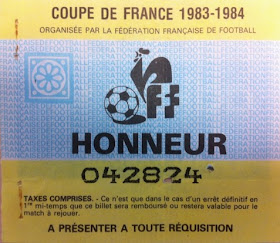 COUPE DE FRANCE 1983-1984
ORGANISÉE PAR LA FÉDÉRATION FRANÇAISE DE FOOTBALL
FFF
HONNEUR
042824
TAXES COMPRISES. - Ce n'est que dans le cas d'un arrêt définitif en
1re mi-temps que ce billet sera remboursé ou restera valable pour le
match à rejouer.
A PRÉSENTER A TOUTE RÉQUISITION